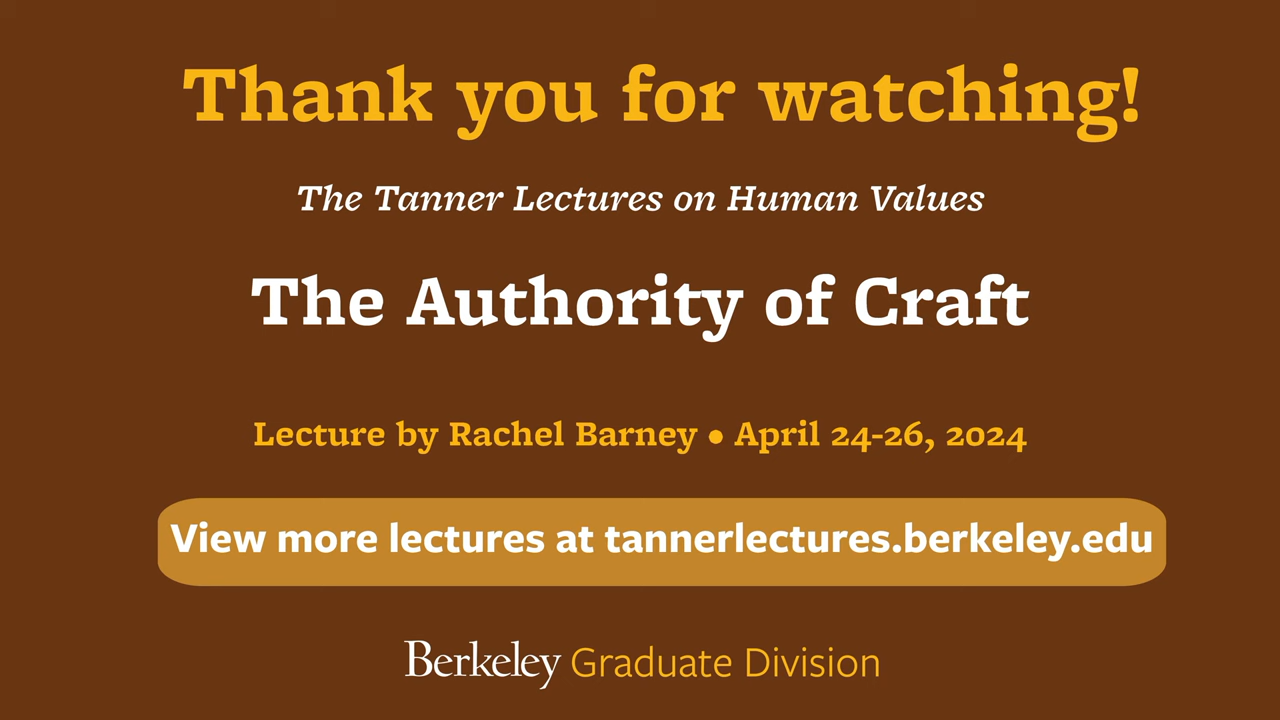 Thank you for watching!
The Tanner Lectures on Human Values
The Authority of Craft
Lecture by Rachel Barney • April 24-26, 2024
View more lectures at tannerlectures.berkeley.edu
Berkeley Graduate Division